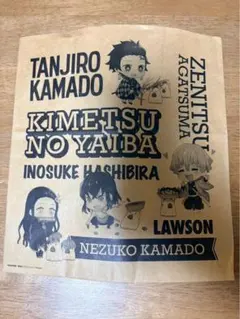 TANJIRO
KAMADO
ZENITSU
AGATSUMA
KIMETSU
NO YAIBA
INOSUKE HASHIBIRA
LAWSON
NEZUKO KAMADO